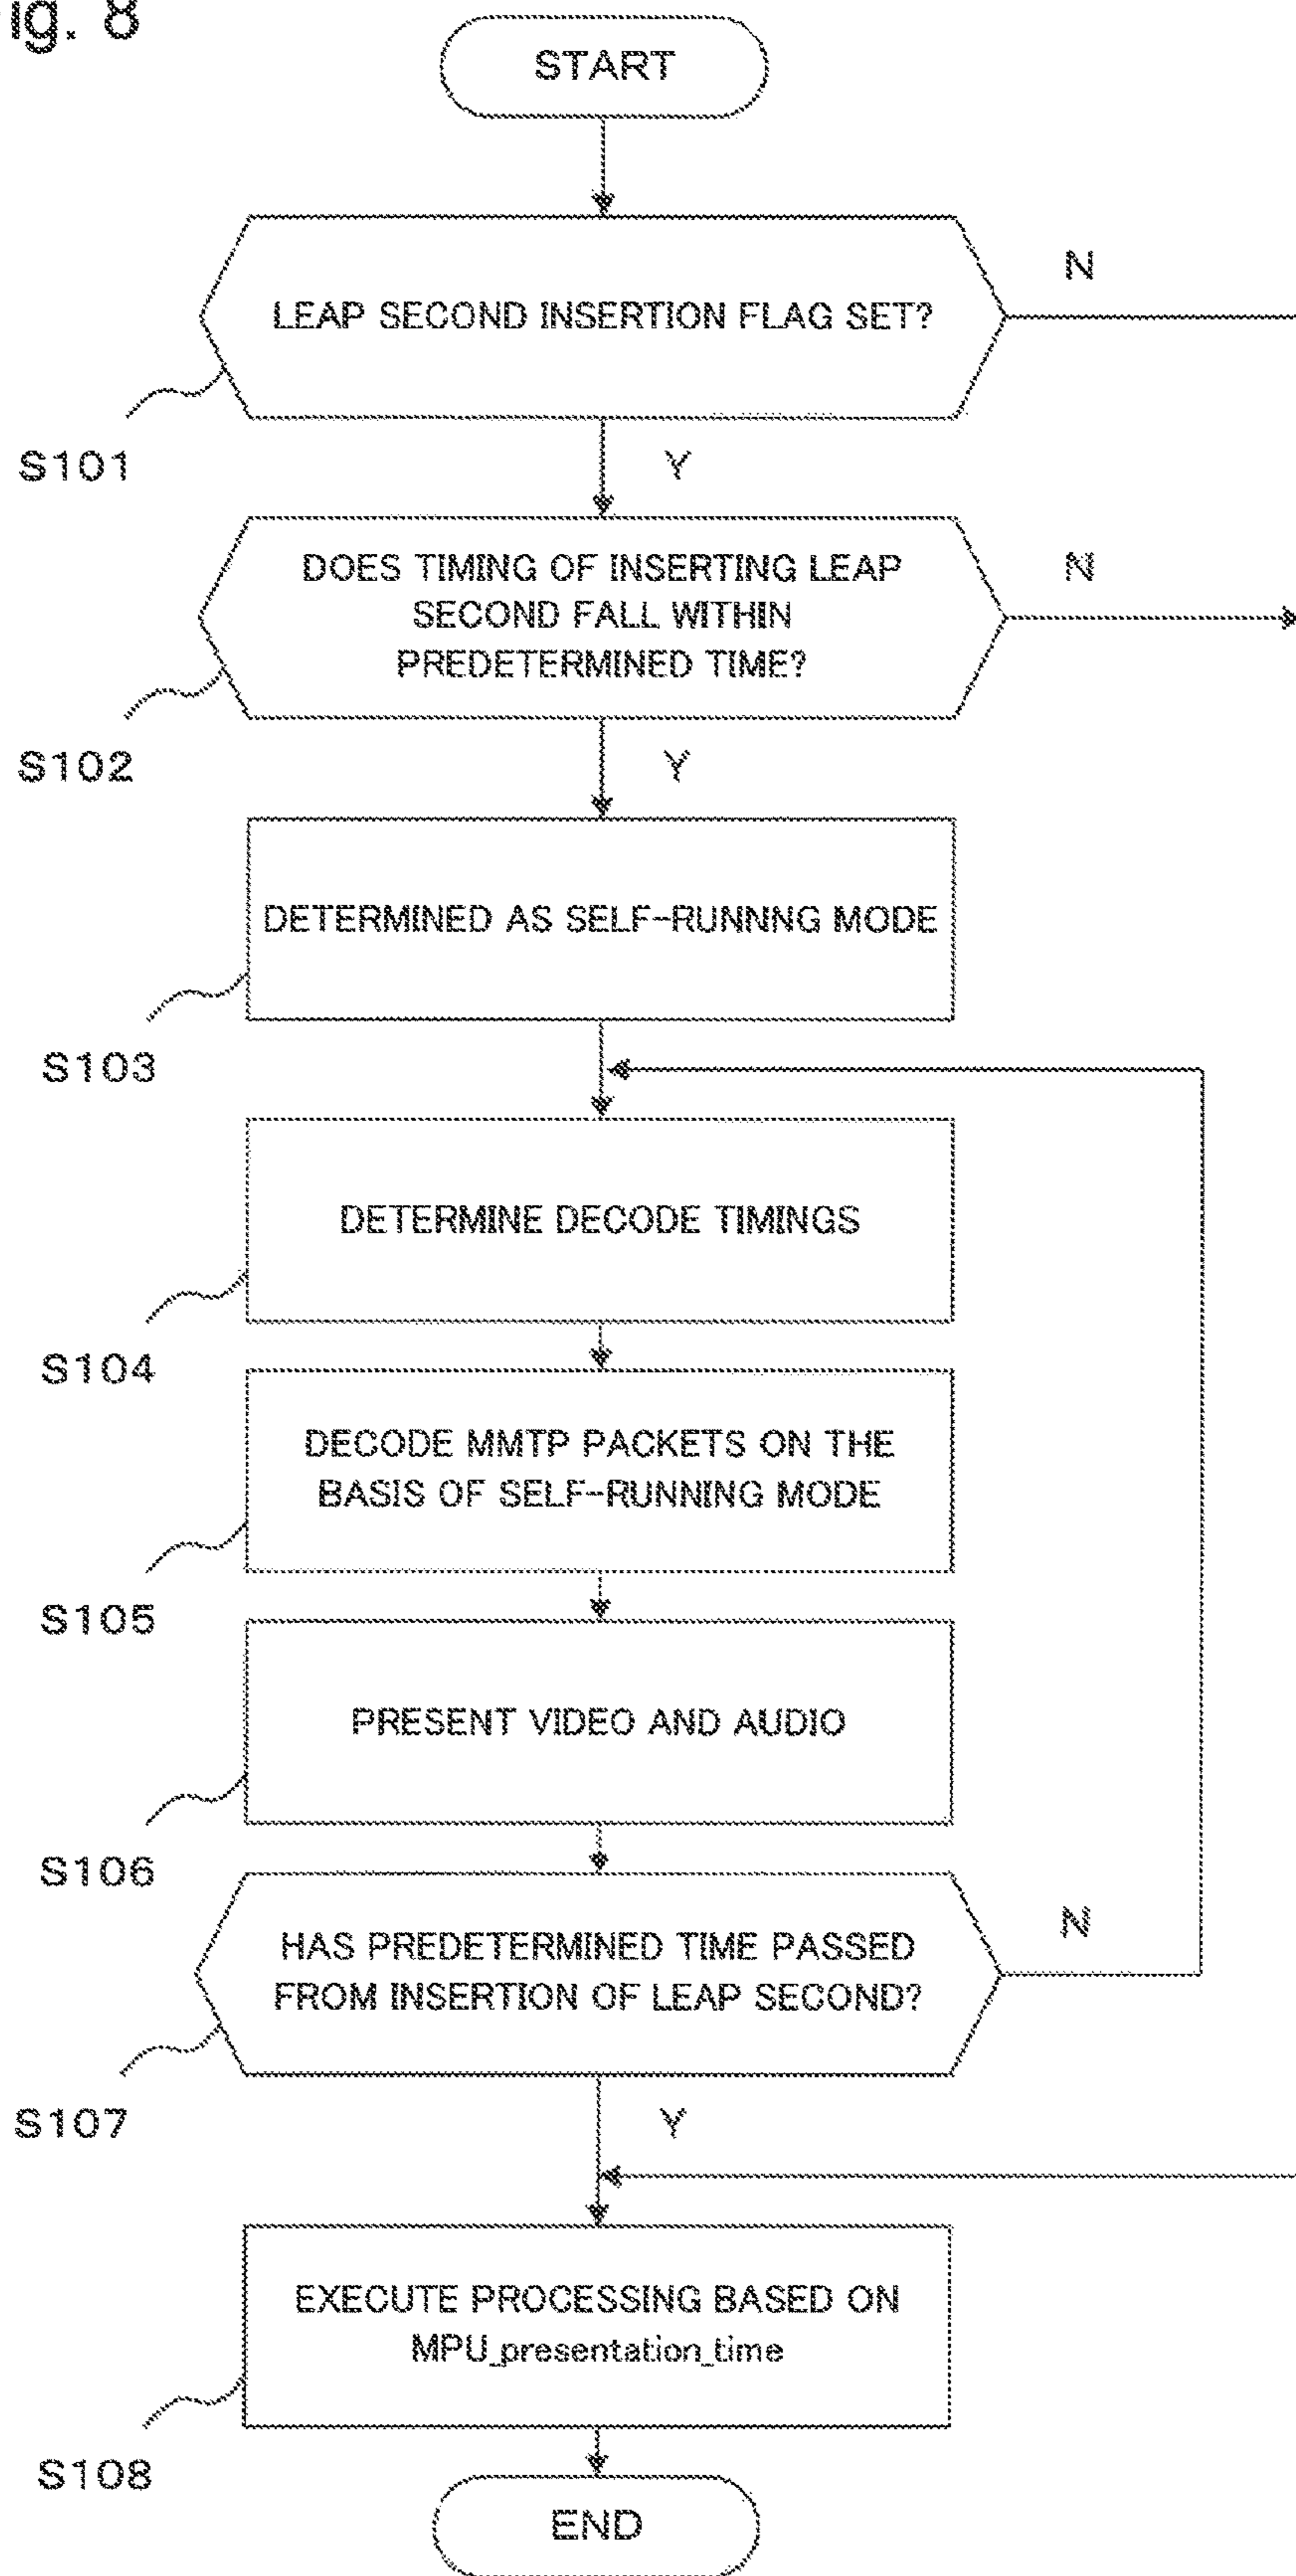 ig. 8
START
LEAP SECOND INSERTION FLAG SET?
N
S101
Y
DOES TIMING OF INSERTING LEAP
SECOND FALL WITHIN
PREDETERMINED TIME?
N
S102
Y
DETERMINED AS SELF-RUNNNG MODE
S103
DETERMINE DECODE TIMINGS
S104
DECODE MMTP PACKETS ON THE
BASIS OF SELF-RUNNING MODE
S105
PRESENT VIDEO AND AUDIO
S106
HAS PREDETERMINED TIME PASSED
FROM INSERTION OF LEAP SECOND?
N
S107
Y
EXECUTE PROCESSING BASED ON
MPU_presentation_time
S108
END